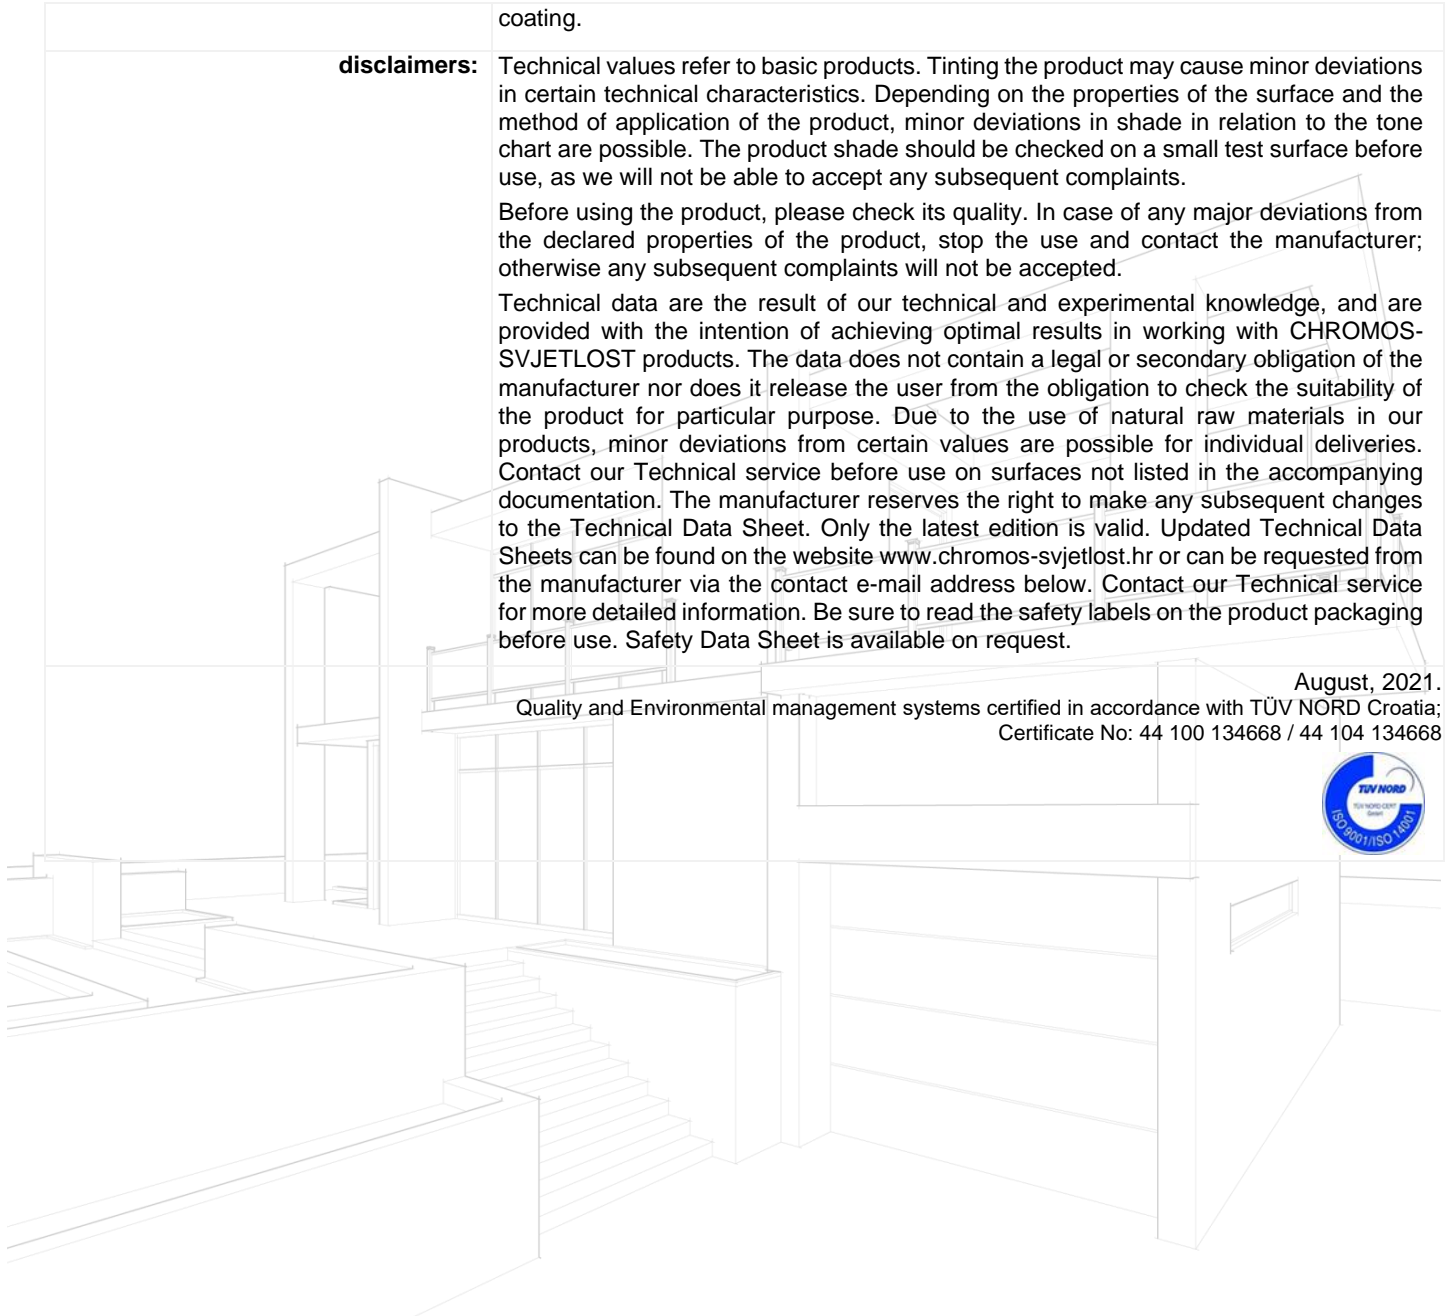 coating.
disclaimers:
Technical values refer to basic products. Tinting the product may cause minor deviations
in certain technical characteristics. Depending on the properties of the surface and the
method of application of the product, minor deviations in shade in relation to the tone
chart are possible. The product shade should be checked on a small test surface before
use, as we will not be able to accept any subsequent complaints.
Before using the product, please check its quality. In case of any major deviations from
the declared properties of the product, stop the use and contact the manufacturer;
otherwise any subsequent complaints will not be accepted.
Technical data are the result of our technical and experimental knowledge, and are
provided with the intention of achieving optimal results in working with CHROMOS-
SVJETLOST products. The data does not contain a legal or secondary obligation of the
manufacturer nor does it release the user from the obligation to check the suitability of
the product for particular purpose. Due to the use of natural raw materials in our
products, minor deviations from certain values are possible for individual deliveries.
Contact our Technical service before use on surfaces not listed in the accompanying
documentation. The manufacturer reserves the right to make any subsequent changes
to the Technical Data Sheet. Only the latest edition is valid. Updated Technical Data
Sheets can be found on the website www.chromos-svjetlost.hr or can be requested from
the manufacturer via the contact e-mail address below. Contact our Technical service
for more detailed information. Be sure to read the safety labels on the product packaging
before use. Safety Data Sheet is available on request.
August, 2021.
Quality and Environmental management systems certified in accordance with TÜV NORD Croatia;
Certificate No: 44 100 134668 / 44 104 134668
TÜV NORD
TÜV NORD CERT
GmbH
ISO 9001/ISO 14001